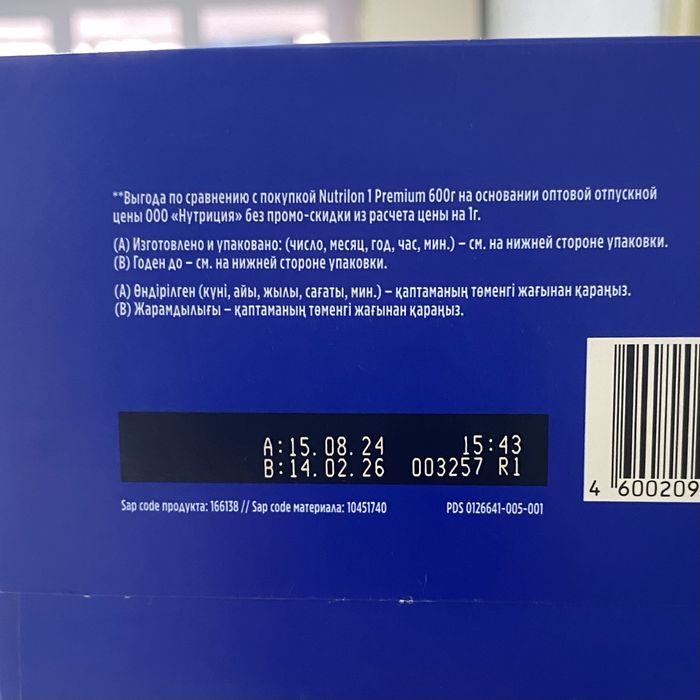 **Выгода по сравнению с покупкой Nutrilon 1 Premium 600г на основании оптовой отпускной
цены ООО «Нутриция» без промо-скидки из расчета цены на 1г.
(А) Изготовлено и упаковано: (число, месяц, год, час, мин.) – см. на нижней стороне упаковки.
(В) Годен до – см. на нижней стороне упаковки.
(А) Өндірілген (күні, айы, жылы, сағаты, мин.) – қаптаманың төменгі жағынан қараңыз.
(В) Жарамдылығы – қаптаманың төменгі жағынан қараңыз.
A:15.08.24 15:43
B:14.02.26 003257 R1
Sap code продукта: 166138 // Sap code материала: 10451740 PDS 0126641-005-001
4 600209